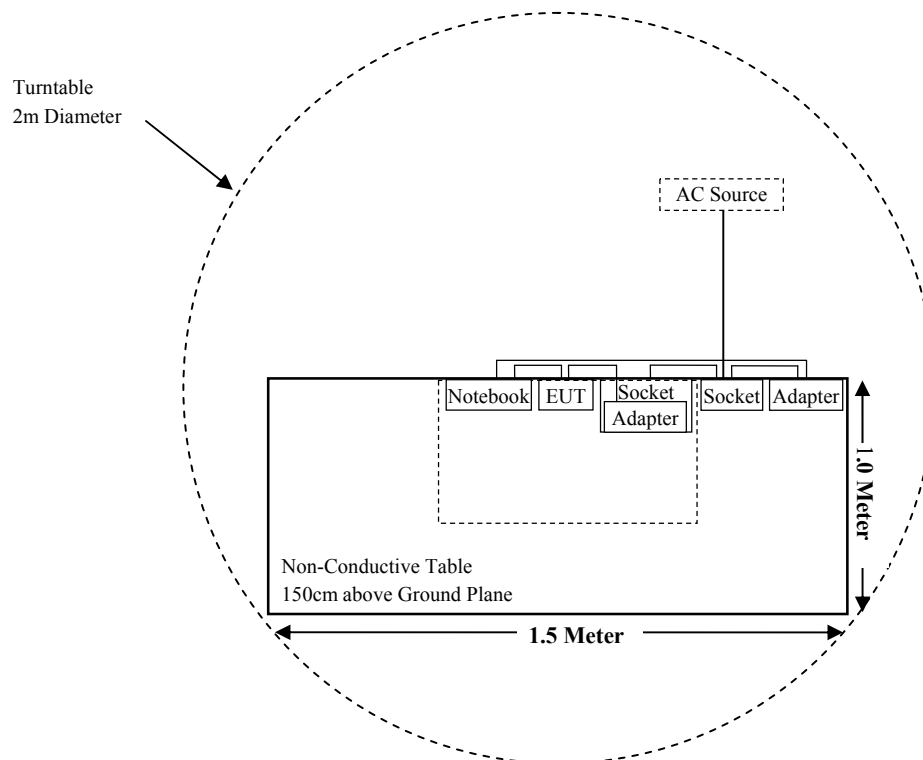 Turntable
2m Diameter
AC Source
Notebook
EUT
Socket
Adapter
Socket
Adapter
1.0 Meter
Non-Conductive Table
150cm above Ground Plane
1.5 Meter